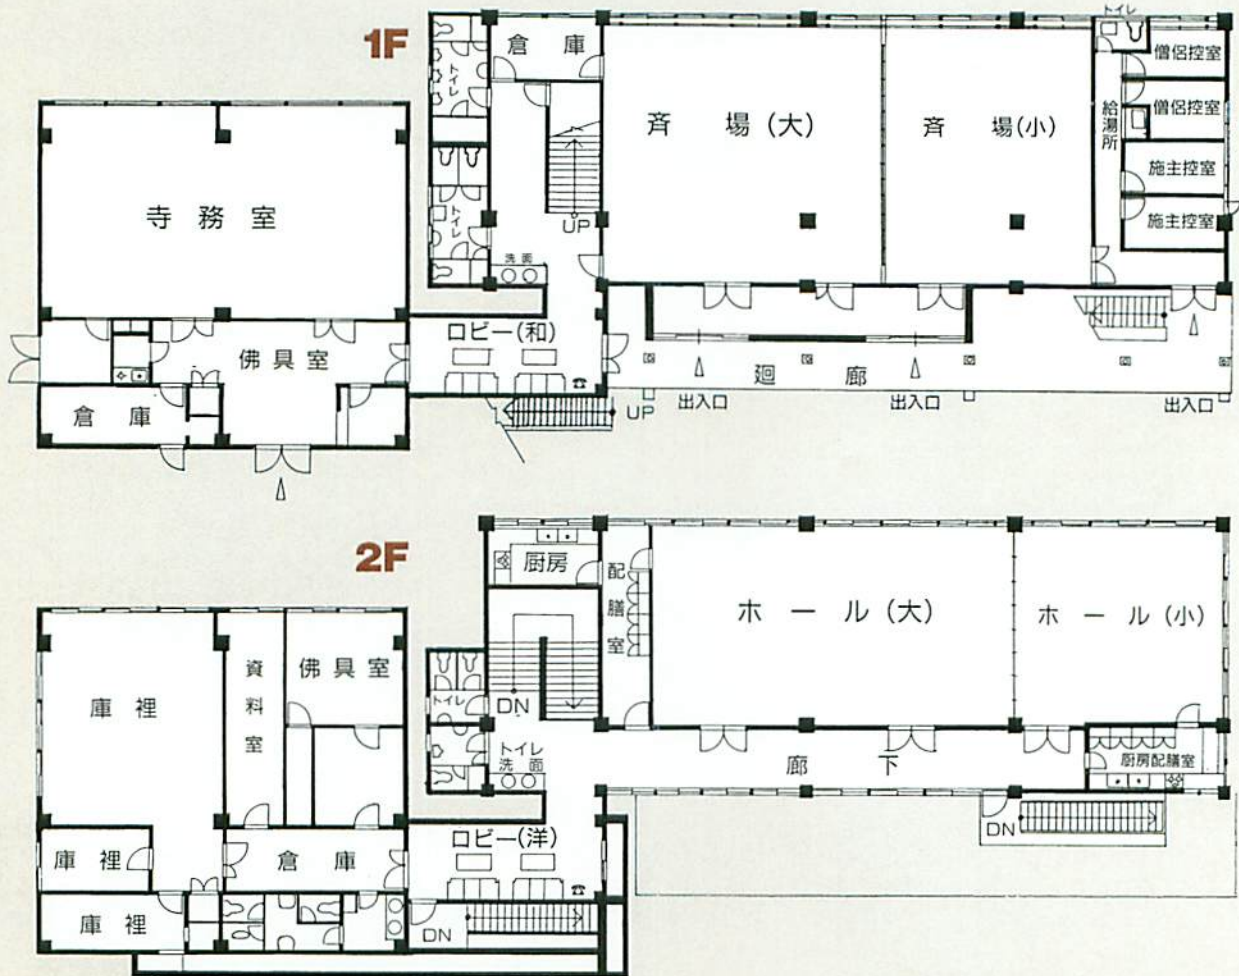 1F
トイレ
倉 庫
僧侶控室
トイレ
斉 場(大)
斉 場(小)
給湯所
僧侶控室
施主控室
寺 務 室
トイレ
UP
施主控室
洗 面
ロビー(和)
佛 具 室
廻 廊
倉 庫
UP
出入口
出入口
出入口
2F
厨房
配膳室
ホ ー ル (大)
ホ ー ル (小)
資料室
佛 具 室
庫 裡
トイレ
DN
トイレ
洗 面
廊 下
厨房配膳室
DN
ロビー(洋)
庫 裡
倉 庫
庫 裡
DN